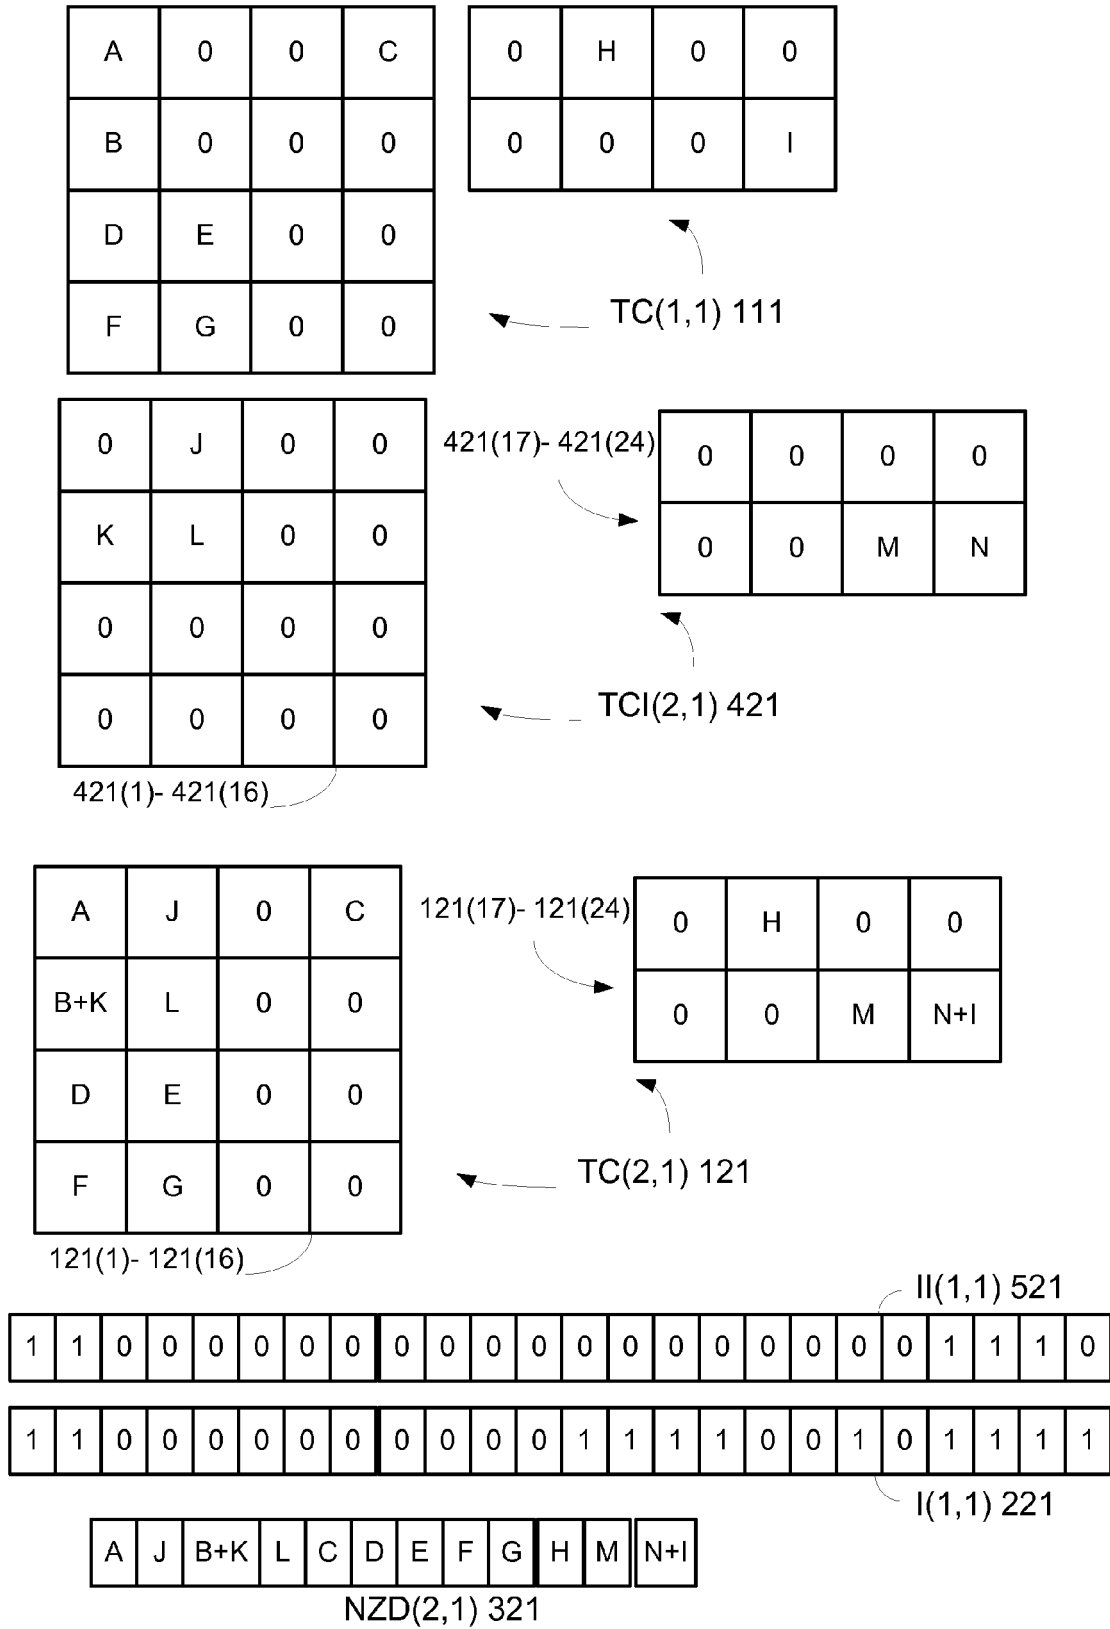 A 0 0 C
B 0 0 0
D E 0 0
F G 0 0
0 H 0 0
0 0 0 I
TC(1,1) 111
0 J 0 0
K L 0 0
0 0 0 0
0 0 0 0
421(1)- 421(16)
421(17)- 421(24)
0 0 0 0
0 0 M N
TCI(2,1) 421
A J 0 C
B+K L 0 0
D E 0 0
F G 0 0
121(1)- 121(16)
121(17)- 121(24)
0 H 0 0
0 0 M N+I
TC(2,1) 121
II(1,1) 521
1 1 0 0 0 0 0 0 0 0 0 0 0 0 0 0 0 0 0 0 1 1 1 0
1 1 0 0 0 0 0 0 0 0 0 0 1 1 1 1 0 0 1 0 1 1 1 1
I(1,1) 221
A J B+K L C D E F G H M N+I
NZD(2,1) 321